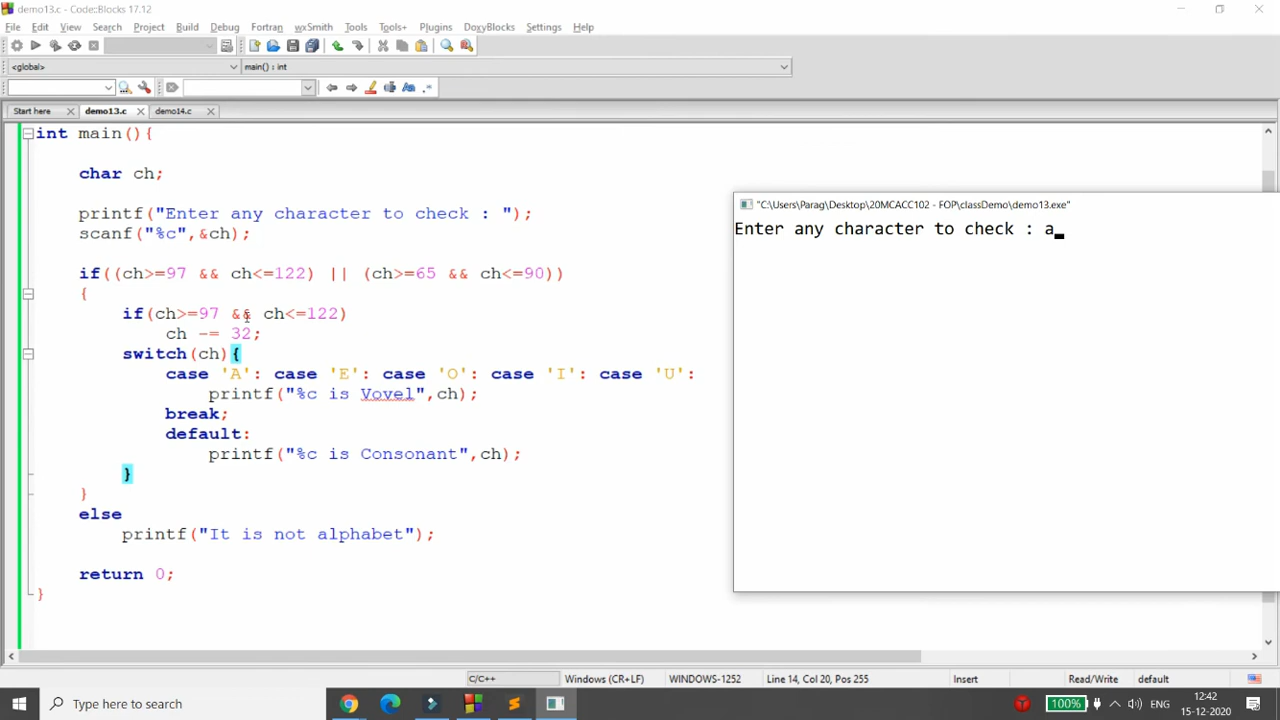 demo13.c - Code::Blocks 17.12
File Edit View Search Project Build Debug Fortran wxSmith Tools Tools+ Plugins DoxyBlocks Settings Help
<global> main() : int
Start here demo13.c demo14.c
int main(){
char ch;
printf("Enter any character to check : ");
scanf("%c",&ch);
if((ch>=97 && ch<=122) || (ch>=65 && ch<=90))
{
if(ch>=97 && ch<=122)
ch -= 32;
switch(ch){
case 'A': case 'E': case 'O': case 'I': case 'U':
printf("%c is Vovel",ch);
break;
default:
printf("%c is Consonant",ch);
}
}
else
printf("It is not alphabet");
return 0;
}
"C:\Users\Parag\Desktop\20MCACC102 - FOP\classDemo\demo13.exe"
Enter any character to check : a
C/C++ Windows (CR+LF) WINDOWS-1252 Line 14, Col 20, Pos 255 Insert Read/Write default
Type here to search
100% ENG 12:42
15-12-2020